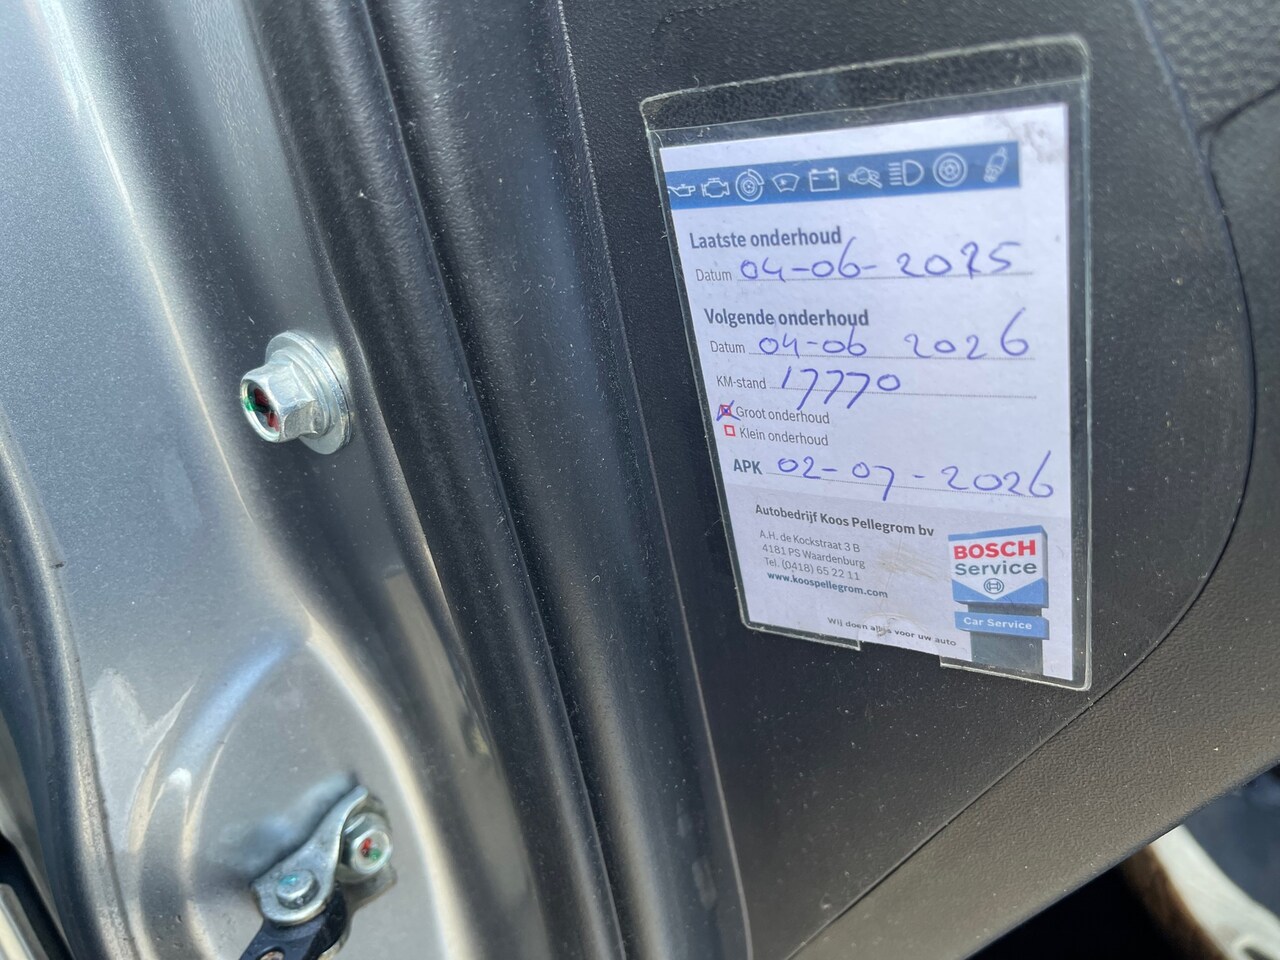 Laatste onderhoud
Datum 04-06-2025
Volgende onderhoud
Datum 04-06 2026
KM-stand 17770
Groot onderhoud
Klein onderhoud
APK 02-07-2026
Autobedrijf Koos Pellegrom bv
A.H. de Kockstraat 3 B
4181 PS Waardenburg
Tel. (0418) 65 22 11
www.koospellegrom.com
Wij doen alles voor uw auto
BOSCH
Service
Car Service